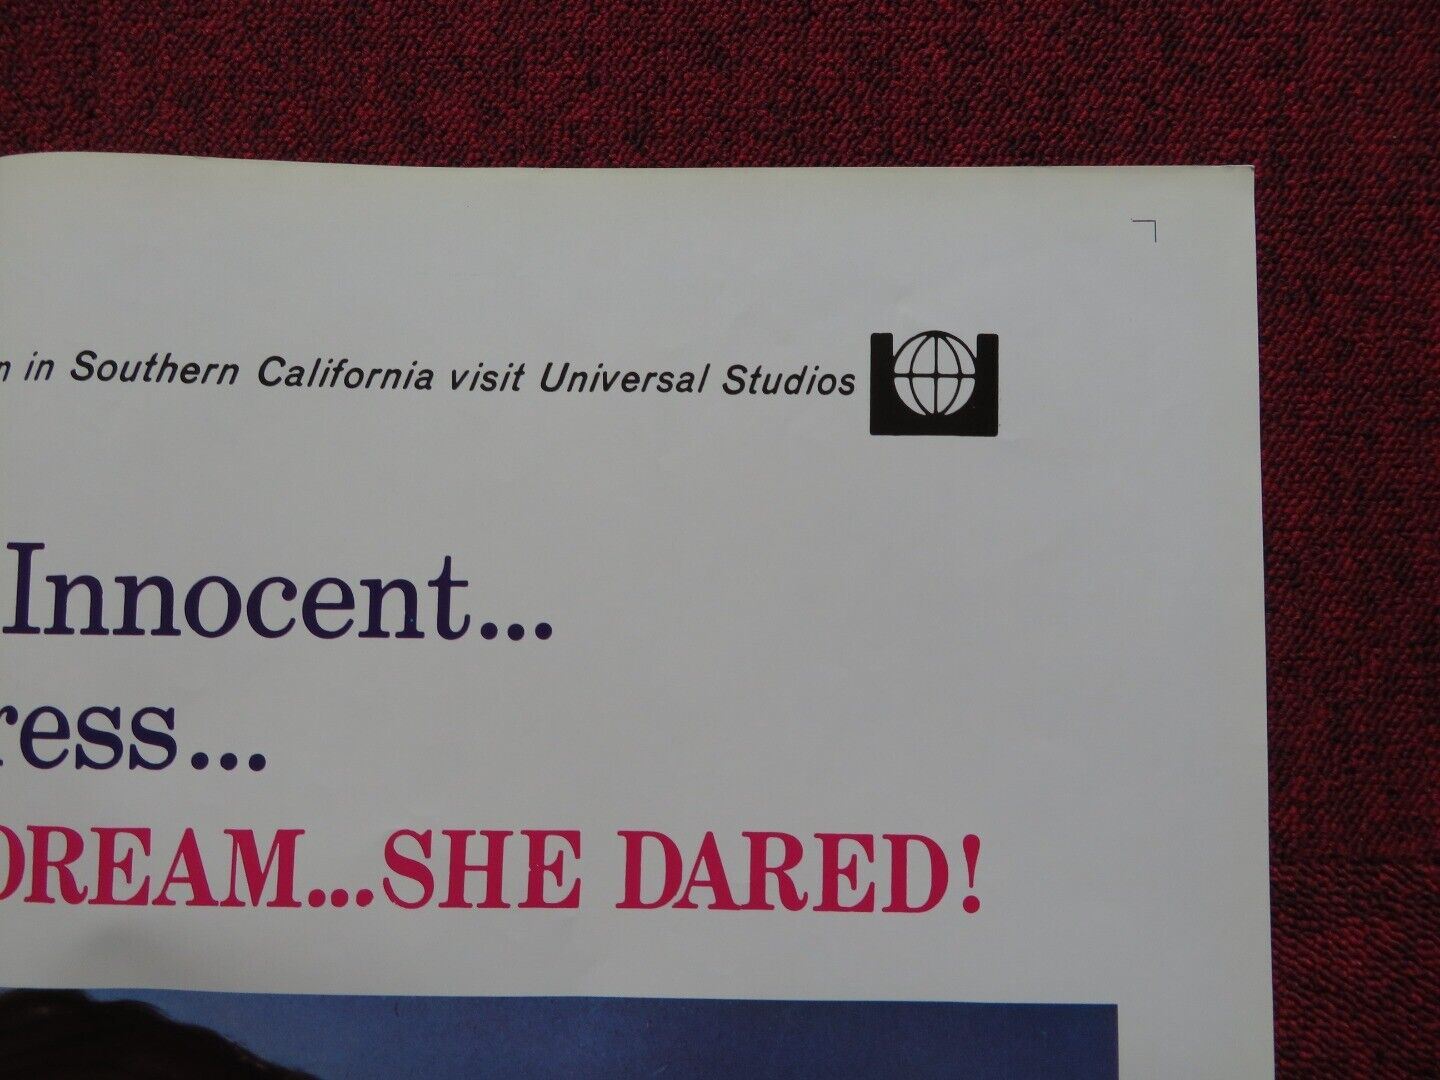 n in Southern California visit Universal Studios
Innocent...
ress...
DREAM...SHE DARED!